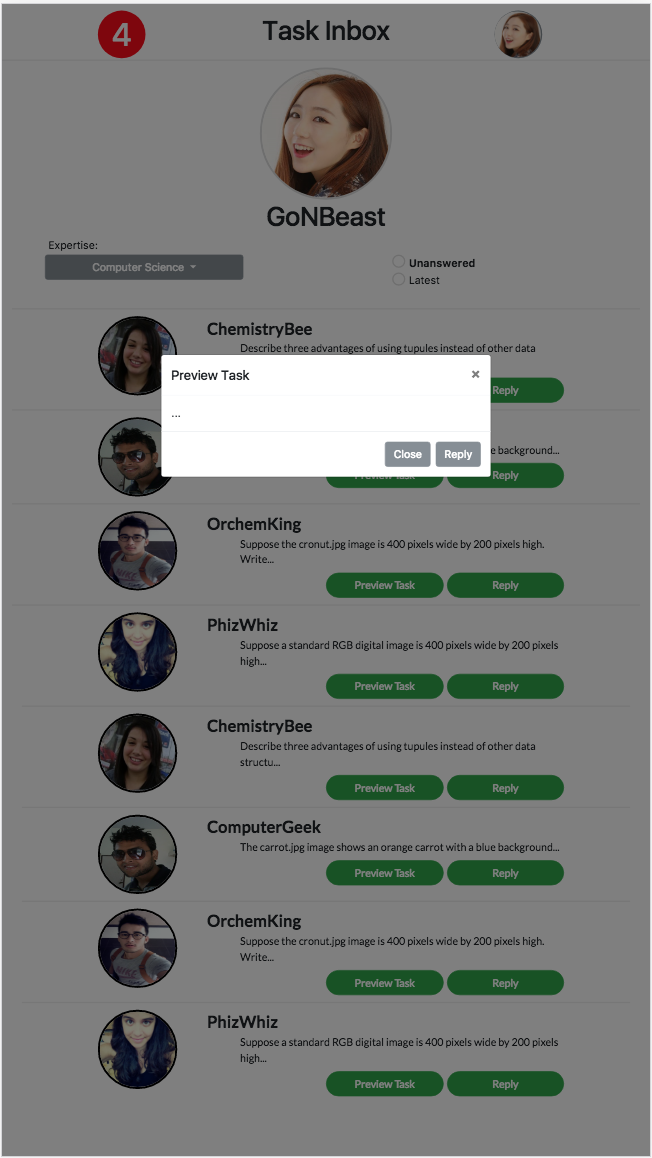 4
Task Inbox
GoNBeast
Expertise:
Computer Science
Unanswered
Latest
ChemistryBee
Describe three advantages of using tupules instead of other data
Reply
Preview Task
×
...
Close
Reply
e background...
Preview Task
Reply
OrchemKing
Suppose the cronut.jpg image is 400 pixels wide by 200 pixels high.
Write...
Preview Task
Reply
PhizWhiz
Suppose a standard RGB digital image is 400 pixels wide by 200 pixels
high...
Preview Task
Reply
ChemistryBee
Describe three advantages of using tupules instead of other data
structu...
Preview Task
Reply
ComputerGeek
The carrot.jpg image shows an orange carrot with a blue background...
Preview Task
Reply
OrchemKing
Suppose the cronut.jpg image is 400 pixels wide by 200 pixels high.
Write...
Preview Task
Reply
PhizWhiz
Suppose a standard RGB digital image is 400 pixels wide by 200 pixels
high...
Preview Task
Reply